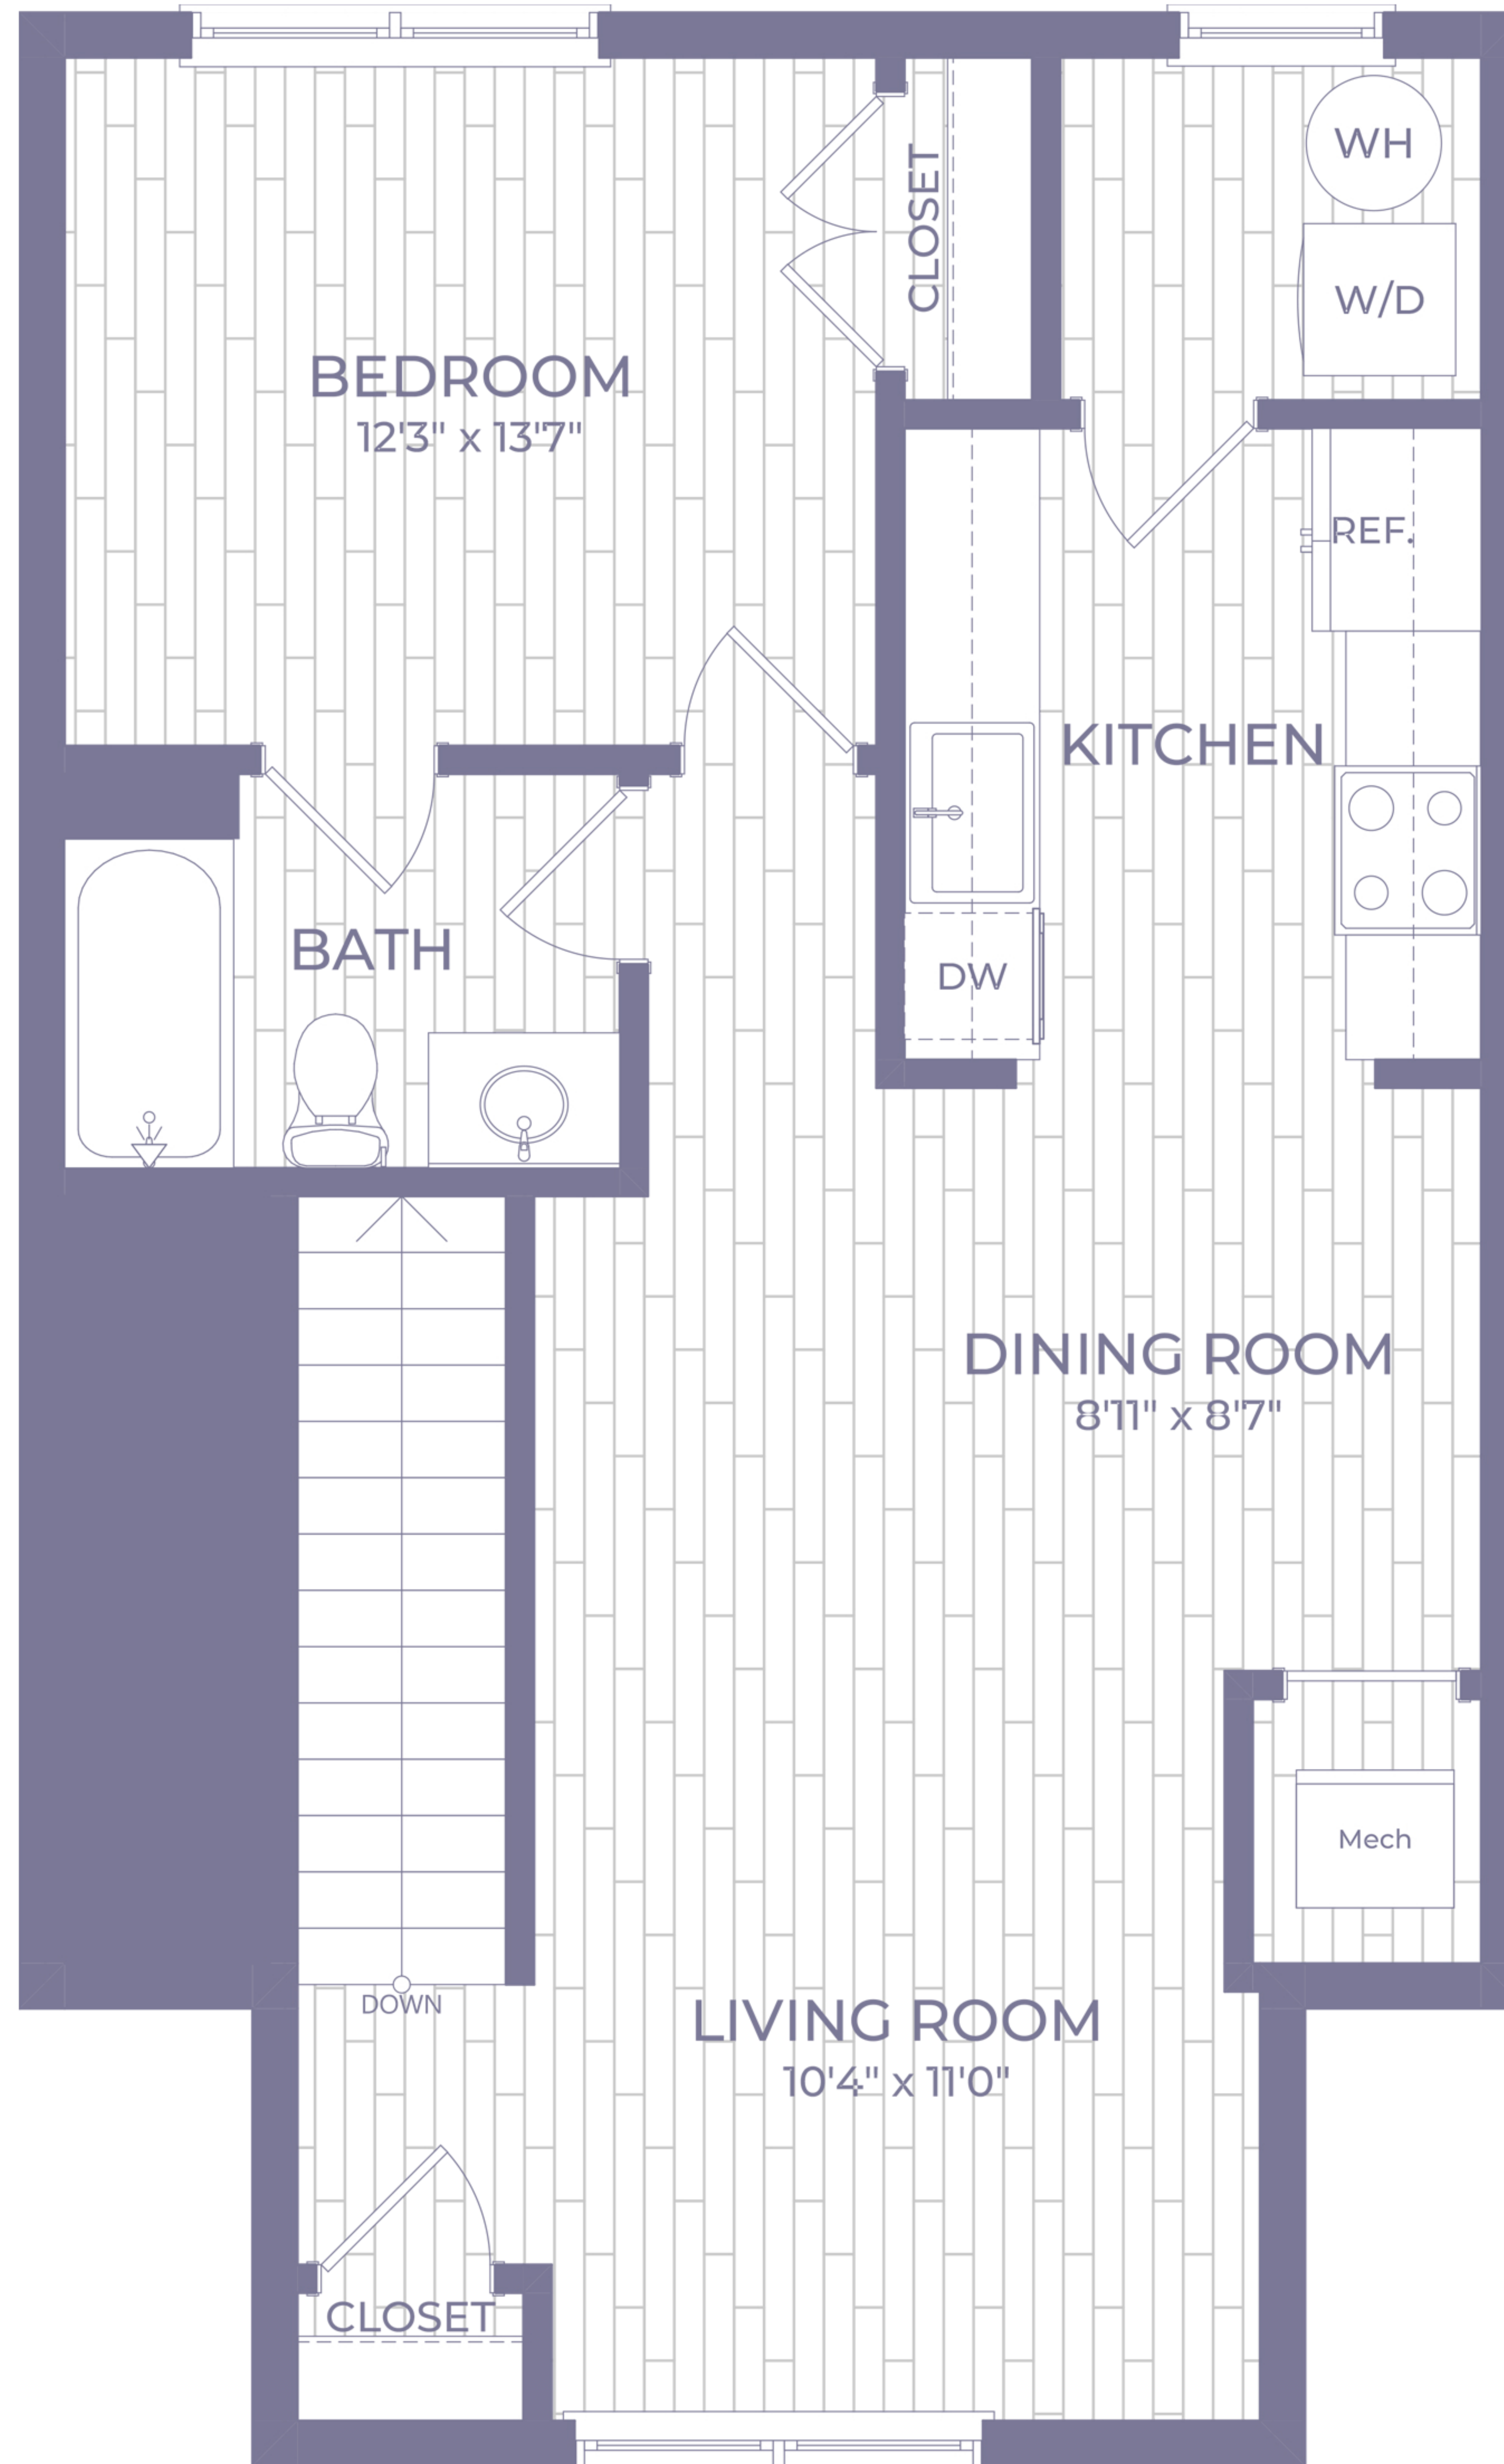 WH
CLOSET
W/D
BEDROOM
12'3" x 13'7"
REF.
KITCHEN
BATH
DW
DINING ROOM
8'11" x 8'7"
Mech
DOWN
LIVING ROOM
10'4" x 11'0"
CLOSET